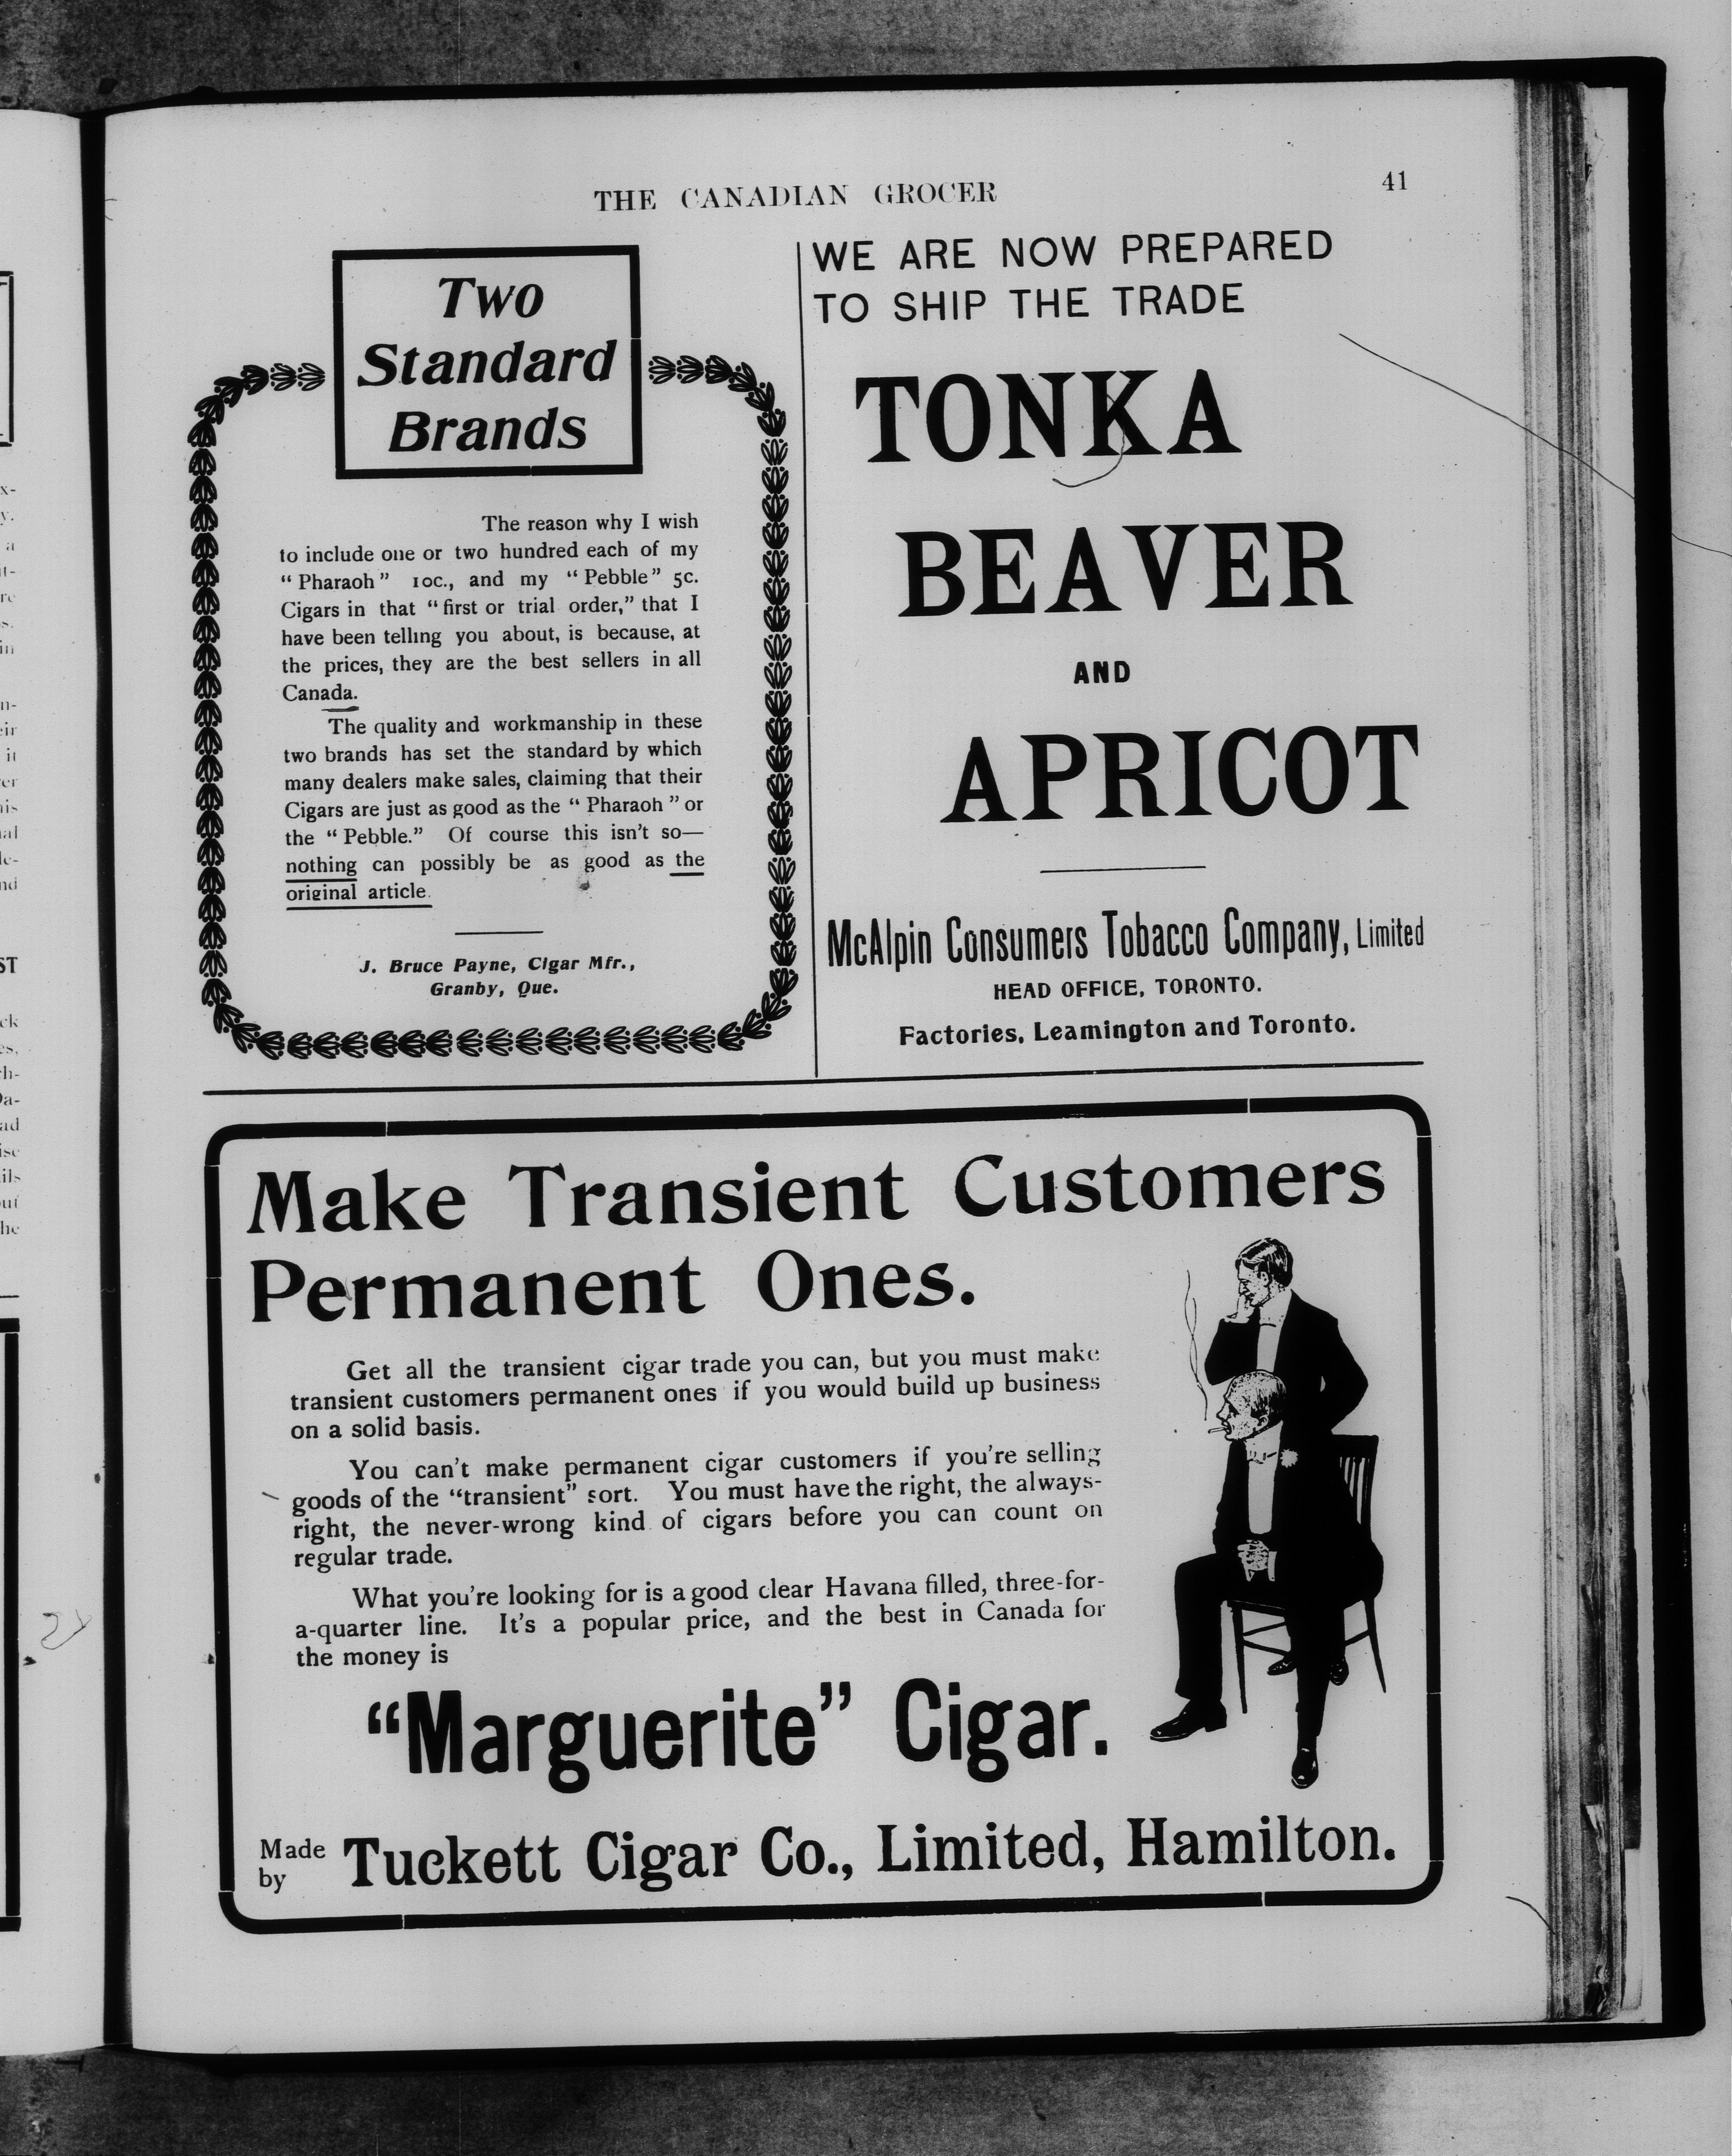 THE CANADIAN GROCER
41
Two
Standard
Brands
The reason why I wish
to include one or two hundred each of my
“Pharaoh” 10c., and my “Pebble” 5c.
Cigars in that “first or trial order,” that I
have been telling you about, is because, at
the prices, they are the best sellers in all
Canada.
The quality and workmanship in these
two brands has set the standard by which
many dealers make sales, claiming that their
Cigars are just as good as the “Pharaoh” or
the “Pebble.” Of course this isn't so—
nothing can possibly be as good as the
original article.
J. Bruce Payne, Cigar Mfr.,
Granby, Que.
WE ARE NOW PREPARED
TO SHIP THE TRADE
TONKA
BEAVER
AND
APRICOT
McAlpin Consumers Tobacco Company, Limited
HEAD OFFICE, TORONTO.
Factories, Leamington and Toronto.
Make Transient Customers
Permanent Ones.
Get all the transient cigar trade you can, but you must make
transient customers permanent ones if you would build up business
on a solid basis.
You can't make permanent cigar customers if you're selling
goods of the “transient” sort. You must have the right, the always-
right, the never-wrong kind of cigars before you can count on
regular trade.
What you're looking for is a good clear Havana filled, three-for-
a-quarter line. It's a popular price, and the best in Canada for
the money is
“Marguerite” Cigar.
Made
by Tuckett Cigar Co., Limited, Hamilton.